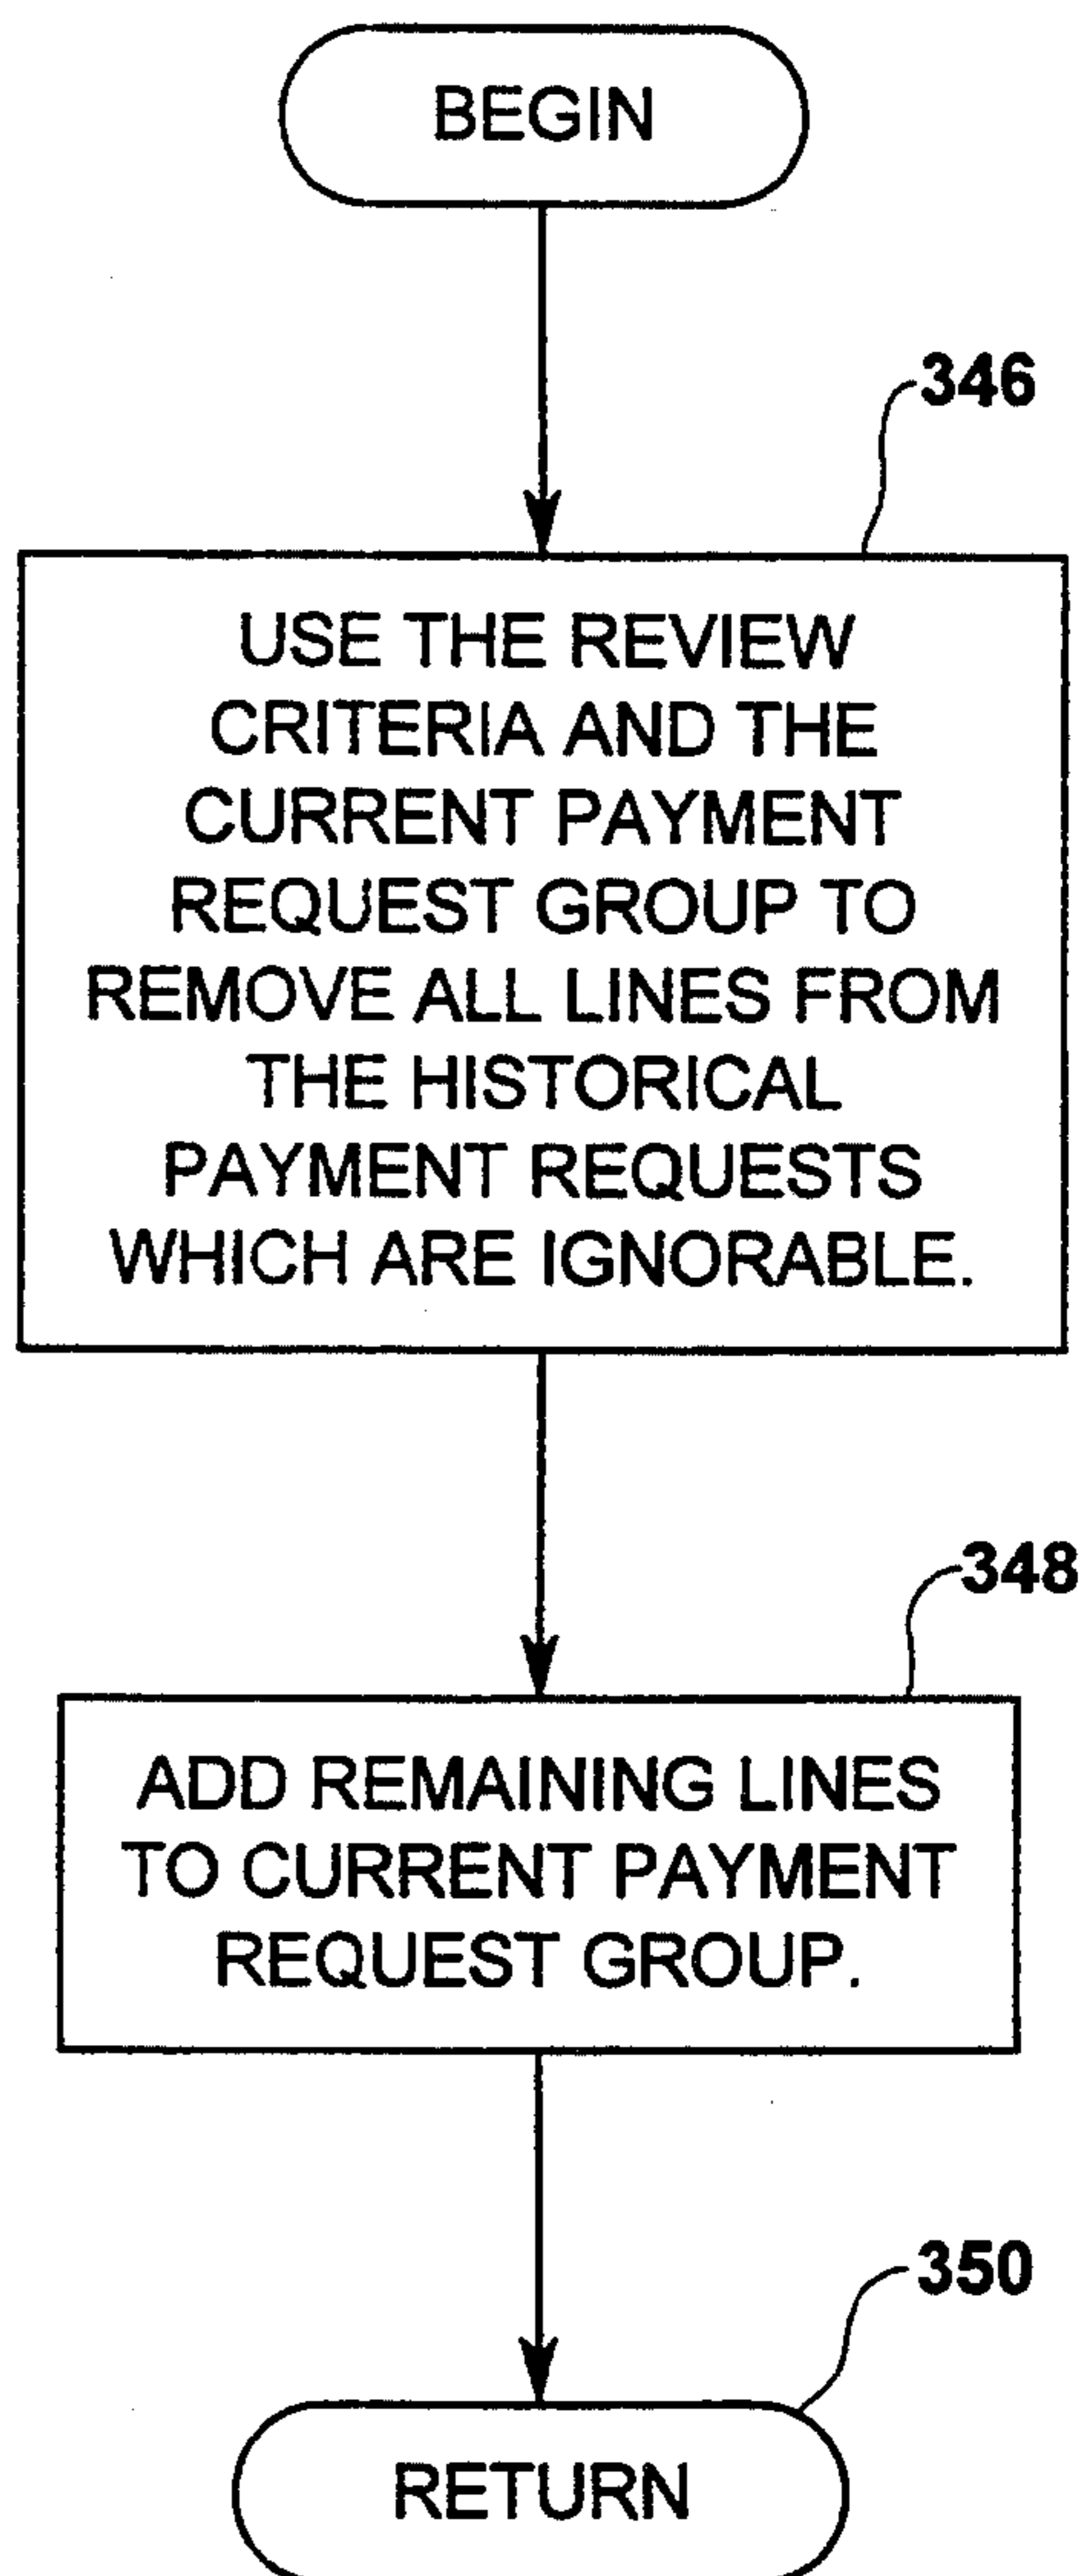 BEGIN
346
USE THE REVIEW
CRITERIA AND THE
CURRENT PAYMENT
REQUEST GROUP TO
REMOVE ALL LINES FROM
THE HISTORICAL
PAYMENT REQUESTS
WHICH ARE IGNORABLE.
348
ADD REMAINING LINES
TO CURRENT PAYMENT
REQUEST GROUP.
350
RETURN